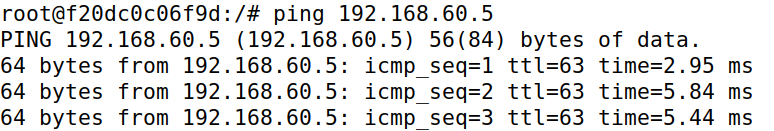 root@f20dc0c06f9d:/# ping 192.168.60.5
PING 192.168.60.5 (192.168.60.5) 56(84) bytes of data.
64 bytes from 192.168.60.5: icmp_seq=1 ttl=63 time=2.95 ms
64 bytes from 192.168.60.5: icmp_seq=2 ttl=63 time=5.84 ms
64 bytes from 192.168.60.5: icmp_seq=3 ttl=63 time=5.44 ms